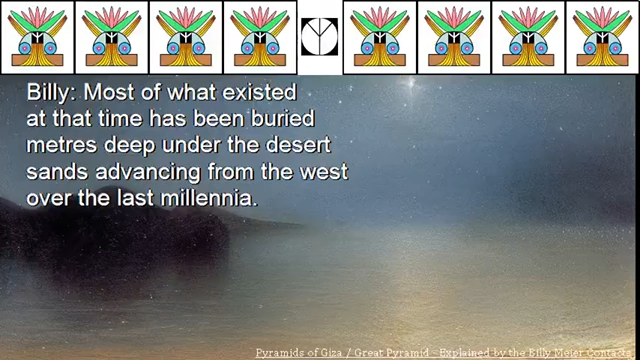 Billy: Most of what existed
at that time has been buried
metres deep under the desert
sands advancing from the west
over the last millennia.
Pyramids of Giza / Great Pyramid - Explained by the Billy Meier Contacts